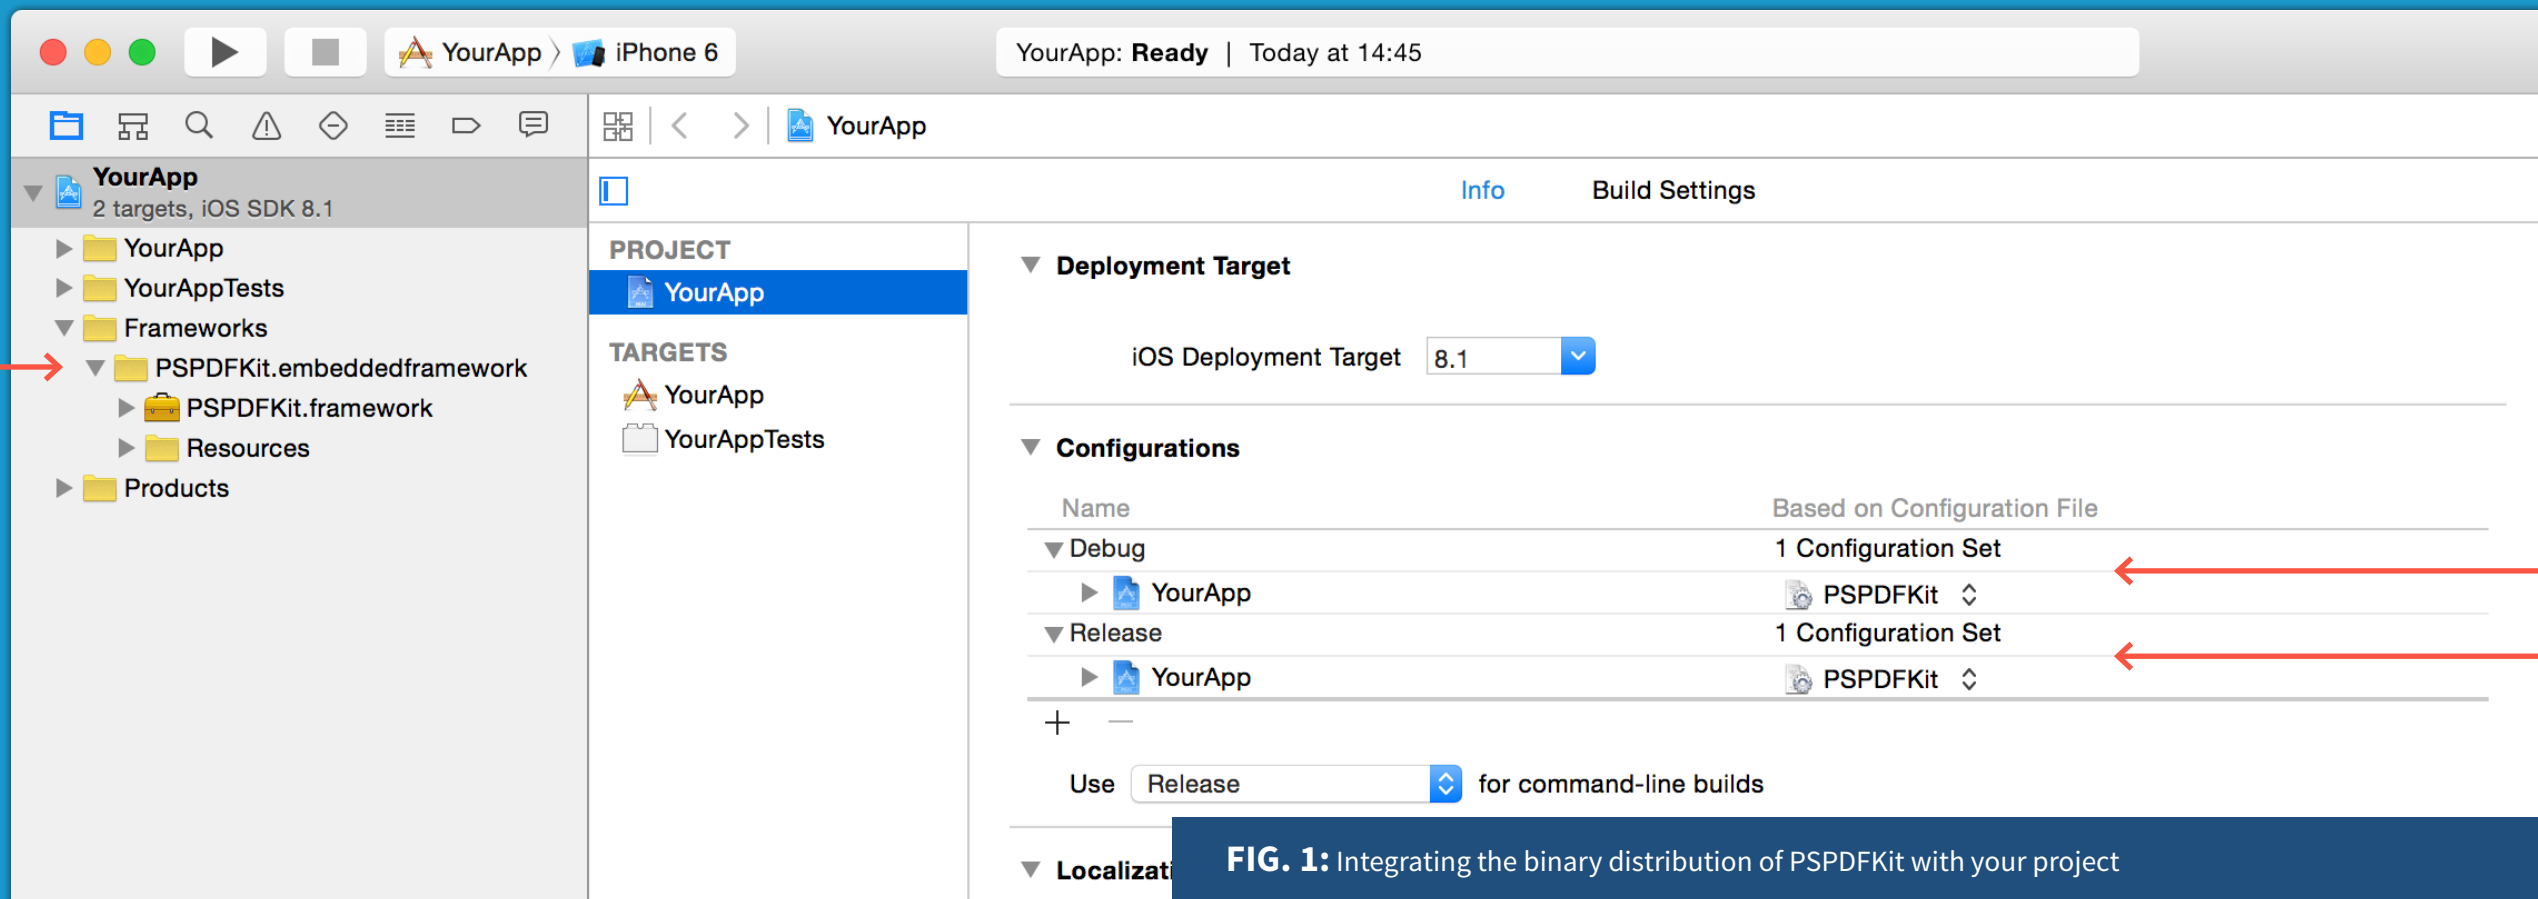 YourApp
iPhone 6
YourApp: Ready | Today at 14:45
YourApp
YourApp
2 targets, iOS SDK 8.1
YourApp
YourAppTests
Frameworks
PSPDFKit.embeddedframework
PSPDFKit.framework
Resources
Products
Info
Build Settings
PROJECT
YourApp
TARGETS
YourApp
YourAppTests
Deployment Target
iOS Deployment Target 8.1
Configurations
Name Based on Configuration File
Debug 1 Configuration Set
YourApp PSPDFKit
Release 1 Configuration Set
YourApp PSPDFKit
Use Release for command-line builds
Localizati
FIG. 1: Integrating the binary distribution of PSPDFKit with your project